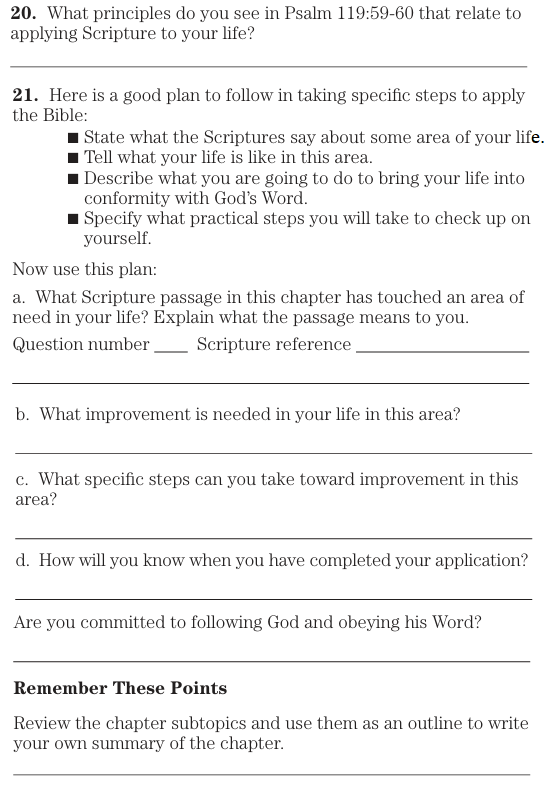 20. What principles do you see in Psalm 119:59-60 that relate to
applying Scripture to your life?
21. Here is a good plan to follow in taking specific steps to apply
the Bible:
■ State what the Scriptures say about some area of your life.
■ Tell what your life is like in this area.
■ Describe what you are going to do to bring your life into
conformity with God's Word.
■ Specify what practical steps you will take to check up on
yourself.
Now use this plan:
a. What Scripture passage in this chapter has touched an area of
need in your life? Explain what the passage means to you.
Question number ___ Scripture reference ___
b. What improvement is needed in your life in this area?
c. What specific steps can you take toward improvement in this
area?
d. How will you know when you have completed your application?
Are you committed to following God and obeying his Word?
Remember These Points
Review the chapter subtopics and use them as an outline to write
your own summary of the chapter.